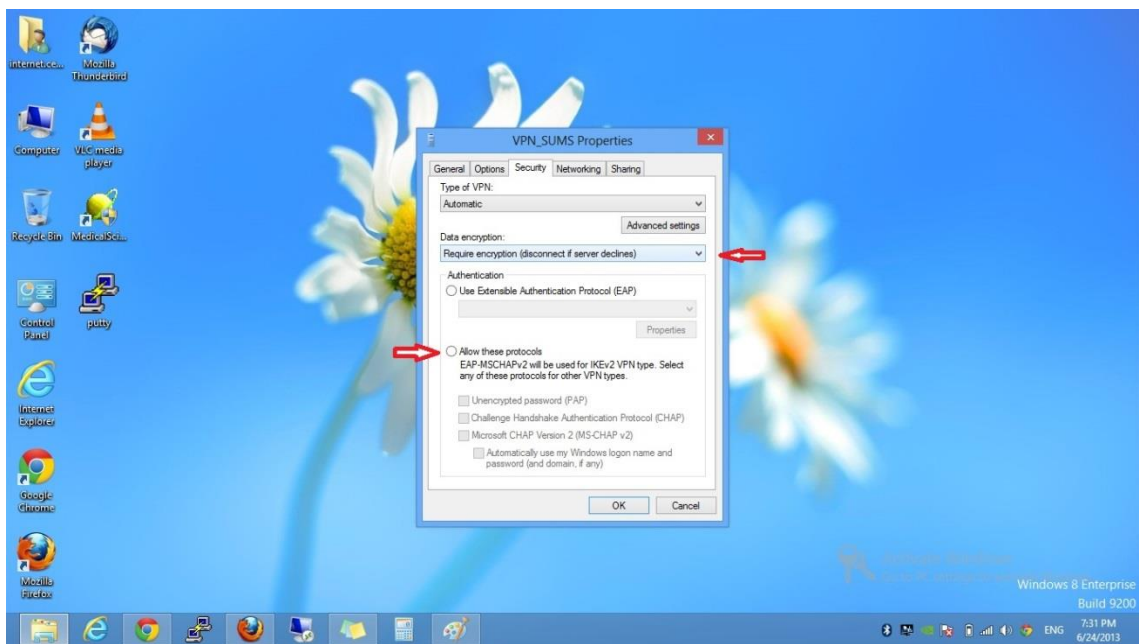 internet.ce...
Mozilla
Thunderbird
Computer
VLC media
player
Recycle Bin
MedicalSci...
Control
Panel
putty
Internet
Explorer
Google
Chrome
Mozilla
Firefox
VPN_SUMS Properties
General Options Security Networking Sharing
Type of VPN:
Automatic
Advanced settings
Data encryption:
Require encryption (disconnect if server declines)
Authentication
Use Extensible Authentication Protocol (EAP)
Properties
Allow these protocols
EAP-MSCHAPv2 will be used for IKEv2 VPN type. Select
any of these protocols for other VPN types.
Unencrypted password (PAP)
Challenge Handshake Authentication Protocol (CHAP)
Microsoft CHAP Version 2 (MS-CHAP v2)
Automatically use my Windows logon name and
password (and domain, if any)
OK Cancel
Windows 8 Enterprise
Build 9200
ENG
7:31 PM
6/24/2013